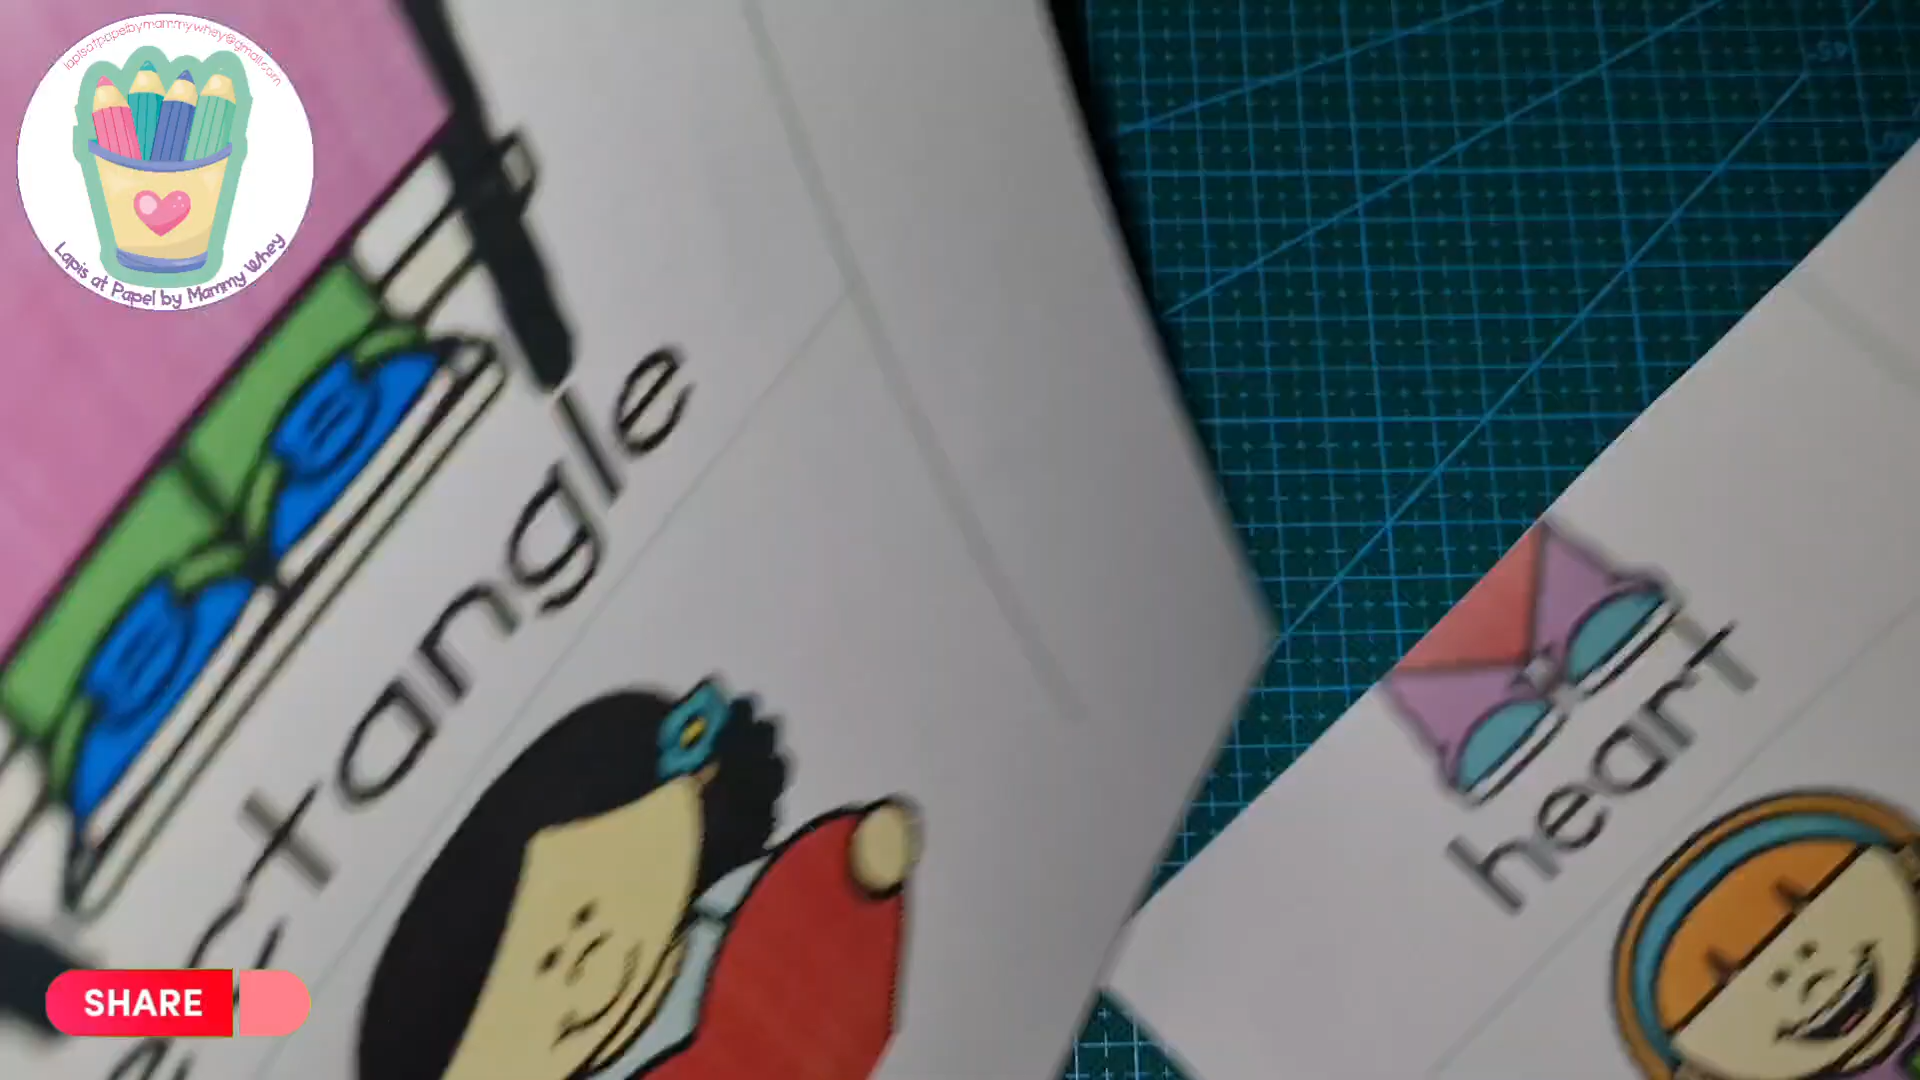 lapisatpapelbymammywhey@gmail.com
Lapis at Papel by Mammy Whey
tangle
heart
SHARE